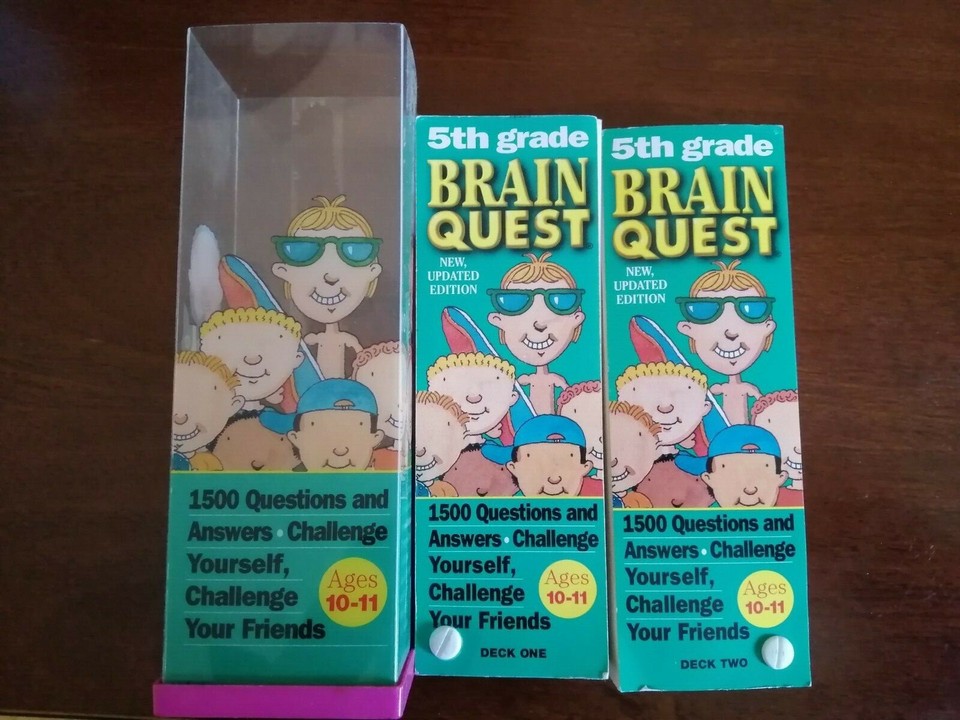 1500 Questions and
Answers • Challenge
Yourself,
Challenge
Your Friends
Ages
10-11
5th grade
BRAIN
QUEST
NEW,
UPDATED
EDITION
1500 Questions and
Answers • Challenge
Yourself,
Challenge
Your Friends
Ages
10-11
DECK ONE
5th grade
BRAIN
QUEST
NEW,
UPDATED
EDITION
1500 Questions and
Answers • Challenge
Yourself,
Challenge
Your Friends
Ages
10-11
DECK TWO